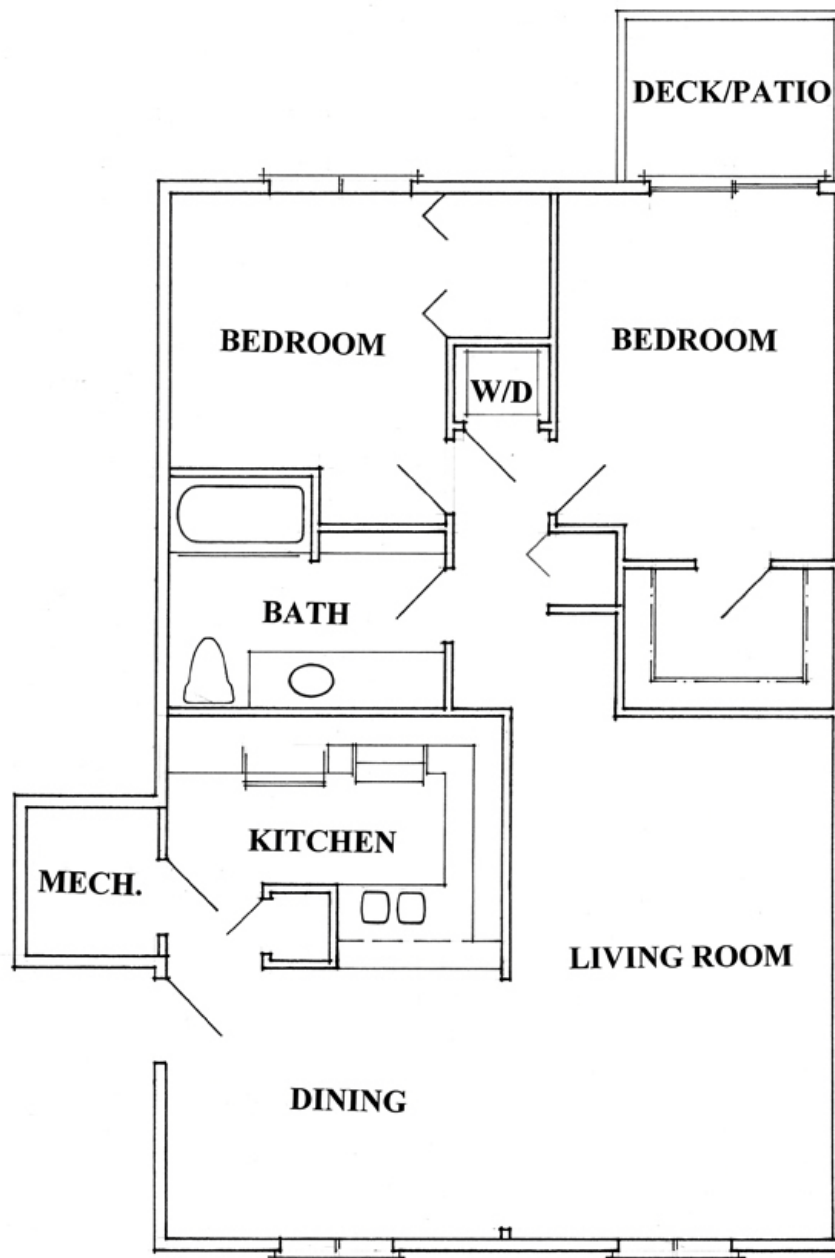 DECK/PATIO
BEDROOM
BEDROOM
W/D
BATH
KITCHEN
MECH.
LIVING ROOM
DINING